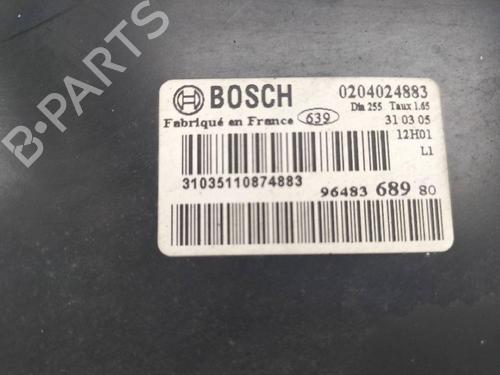 BOSCH 0204024883
Dia 255 Taux 1.65
Fabriqué en France 639 31 03 05
12H01
L1
31035110874883
96483 689 80
B-PARTS